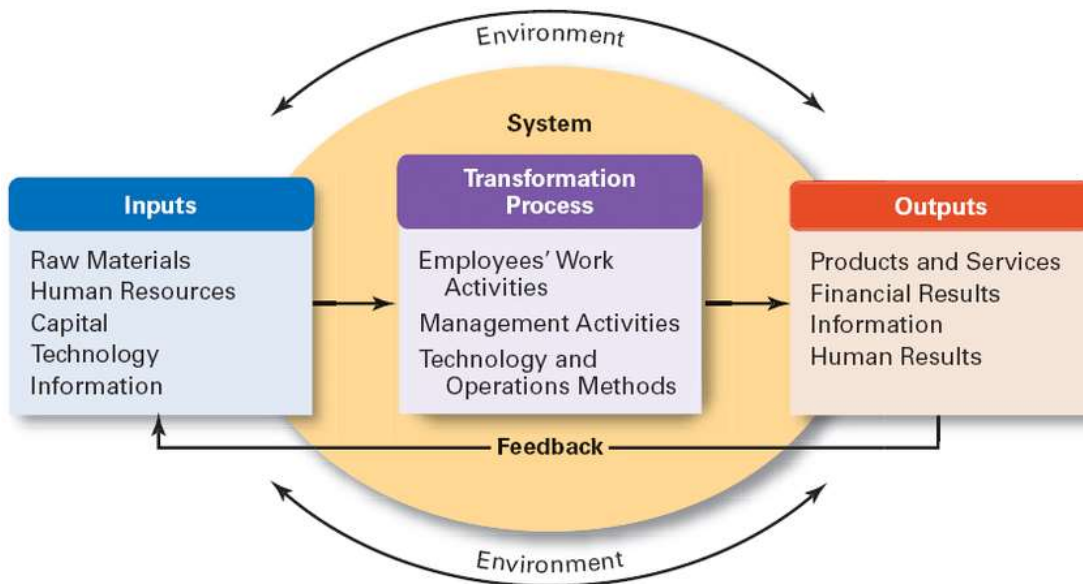 Environment
System
Inputs
Raw Materials
Human Resources
Capital
Technology
Information
Transformation
Process
Employees' Work
Activities
Management Activities
Technology and
Operations Methods
Outputs
Products and Services
Financial Results
Information
Human Results
Feedback
Environment